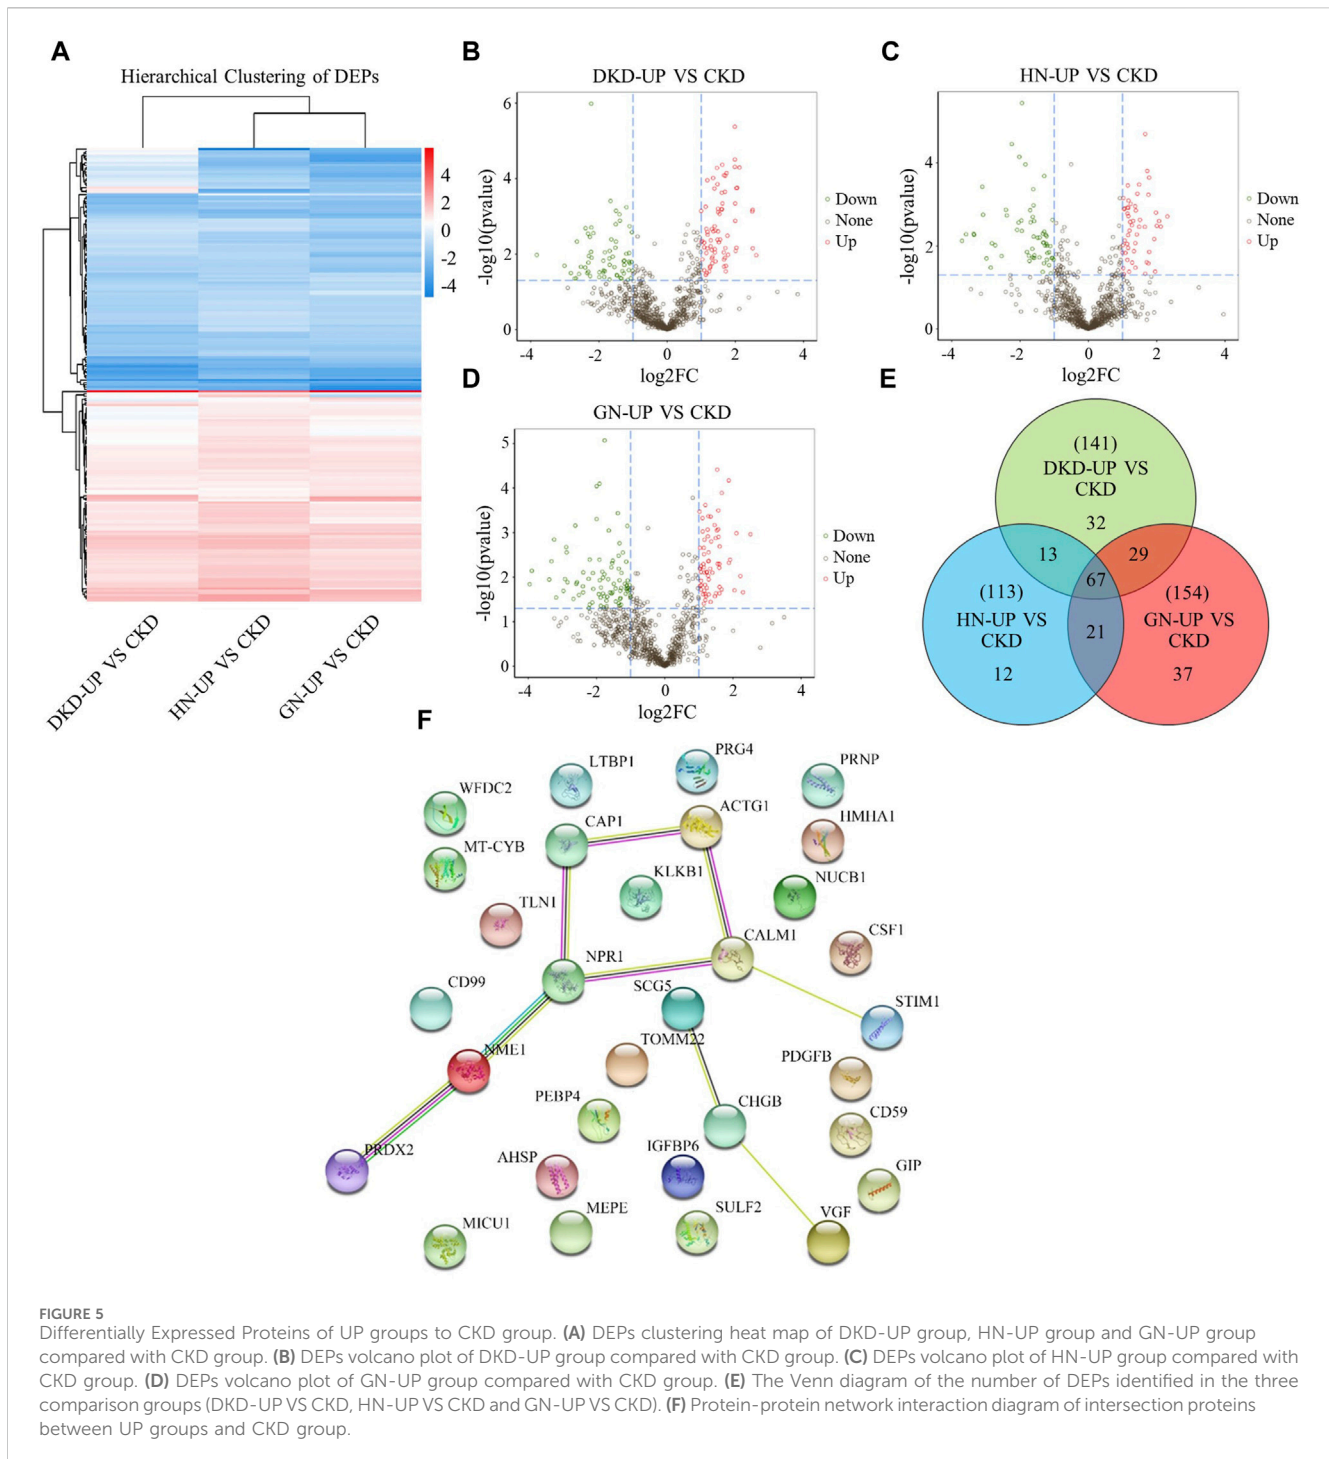 A
Hierarchical Clustering of DEPs
4
2
0
-2
-4
DKD-UP VS CKD
HN-UP VS CKD
GN-UP VS CKD
B
DKD-UP VS CKD
-log10(pvalue)
6
4
2
0
-4
-2
0
2
4
log2FC
Down
None
Up
C
HN-UP VS CKD
-log10(pvalue)
4
2
0
-4
-2
0
2
4
log2FC
Down
None
Up
D
GN-UP VS CKD
-log10(pvalue)
5
4
3
2
1
0
-4
-2
0
2
4
log2FC
Down
None
Up
E
(141)
DKD-UP VS
CKD
32
13
29
67
(113)
HN-UP VS
CKD
12
21
(154)
GN-UP VS
CKD
37
F
LTBP1
PRG4
PRNP
WFDC2
CAP1
ACTG1
HMHA1
MT-CYB
KLKB1
NUCB1
TLN1
CALM1
CSF1
NPR1
CD99
SCG5
STIM1
NME1
TOMM22
PDGFB
PEBP4
CHGB
CD59
PRDX2
AHSP
IGFBP6
GIP
MICU1
MEPE
SULF2
VGF
FIGURE 5
Differentially Expressed Proteins of UP groups to CKD group. (A) DEPs clustering heat map of DKD-UP group, HN-UP group and GN-UP group
compared with CKD group. (B) DEPs volcano plot of DKD-UP group compared with CKD group. (C) DEPs volcano plot of HN-UP group compared with
CKD group. (D) DEPs volcano plot of GN-UP group compared with CKD group. (E) The Venn diagram of the number of DEPs identified in the three
comparison groups (DKD-UP VS CKD, HN-UP VS CKD and GN-UP VS CKD). (F) Protein-protein network interaction diagram of intersection proteins
between UP groups and CKD group.